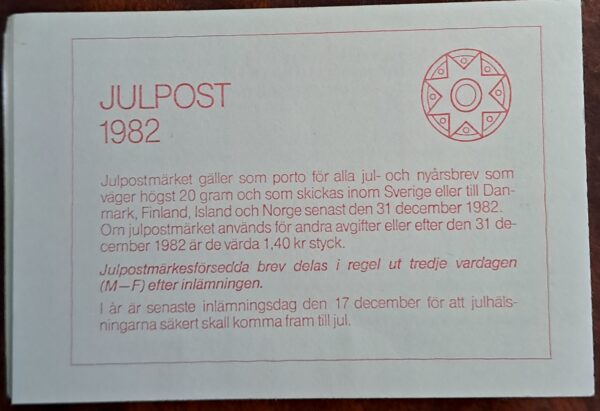 JULPOST
1982
Julpostmärket gäller som porto för alla jul- och nyårsbrev som
väger högst 20 gram och som skickas inom Sverige eller till Dan-
mark, Finland, Island och Norge senast den 31 december 1982.
Om julpostmärket används för andra avgifter eller efter den 31 de-
cember 1982 är de värda 1,40 kr styck.
Julpostmärkesförsedda brev delas i regel ut tredje vardagen
(M–F) efter inlämningen.
I år är senaste inlämningsdag den 17 december för att julhäls-
ningarna säkert skall komma fram till jul.